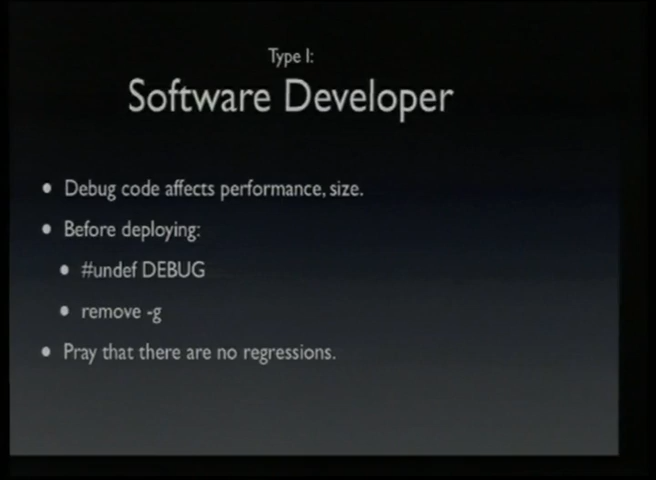 Type I:
Software Developer
• Debug code affects performance, size.
• Before deploying:
• #undef DEBUG
• remove -g
• Pray that there are no regressions.